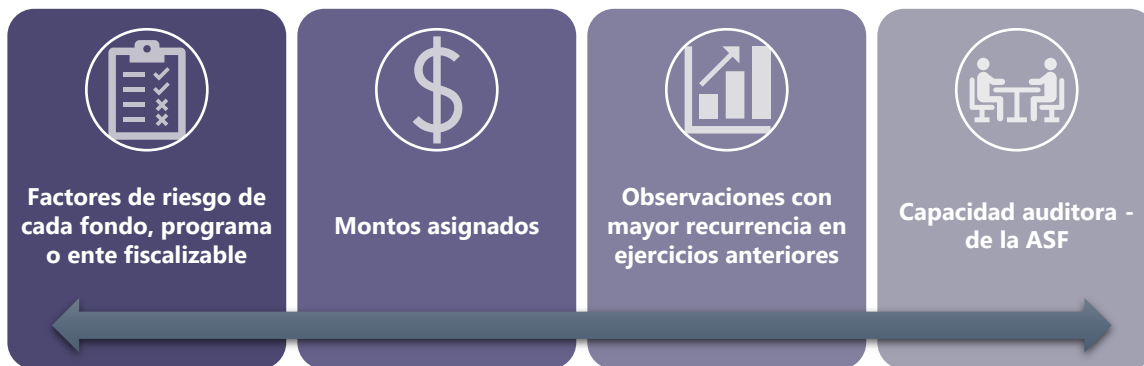 Factores de riesgo de
cada fondo, programa
o ente fiscalizable
Montos asignados
Observaciones con
mayor recurrencia en
ejercicios anteriores
Capacidad auditora -
de la ASF